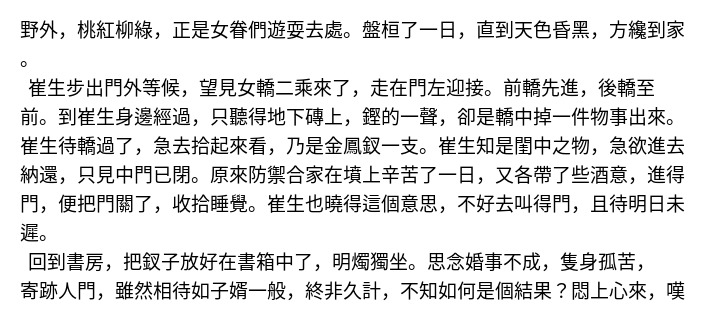 野外，桃紅柳綠，正是女眷們遊耍去處。盤桓了一日，直到天色昏黑，方纔到家
。
崔生步出門外等候，望見女轎二乘來了，走在門左迎接。前轎先進，後轎至
前。到崔生身邊經過，只聽得地下磚上，鏗的一聲，卻是轎中掉一件物事出來。
崔生待轎過了，急去拾起來看，乃是金鳳釵一支。崔生知是閨中之物，急欲進去
納還，只見中門已閉。原來防禦合家在墳上辛苦了一日，又各帶了些酒意，進得
門，便把門關了，收拾睡覺。崔生也曉得這個意思，不好去叫得門，且待明日未
遲。
回到書房，把釵子放好在書箱中了，明燭獨坐。思念婚事不成，隻身孤苦，
寄跡人門，雖然相待如子婿一般，終非久計，不知如何是個結果？悶上心來，嘆